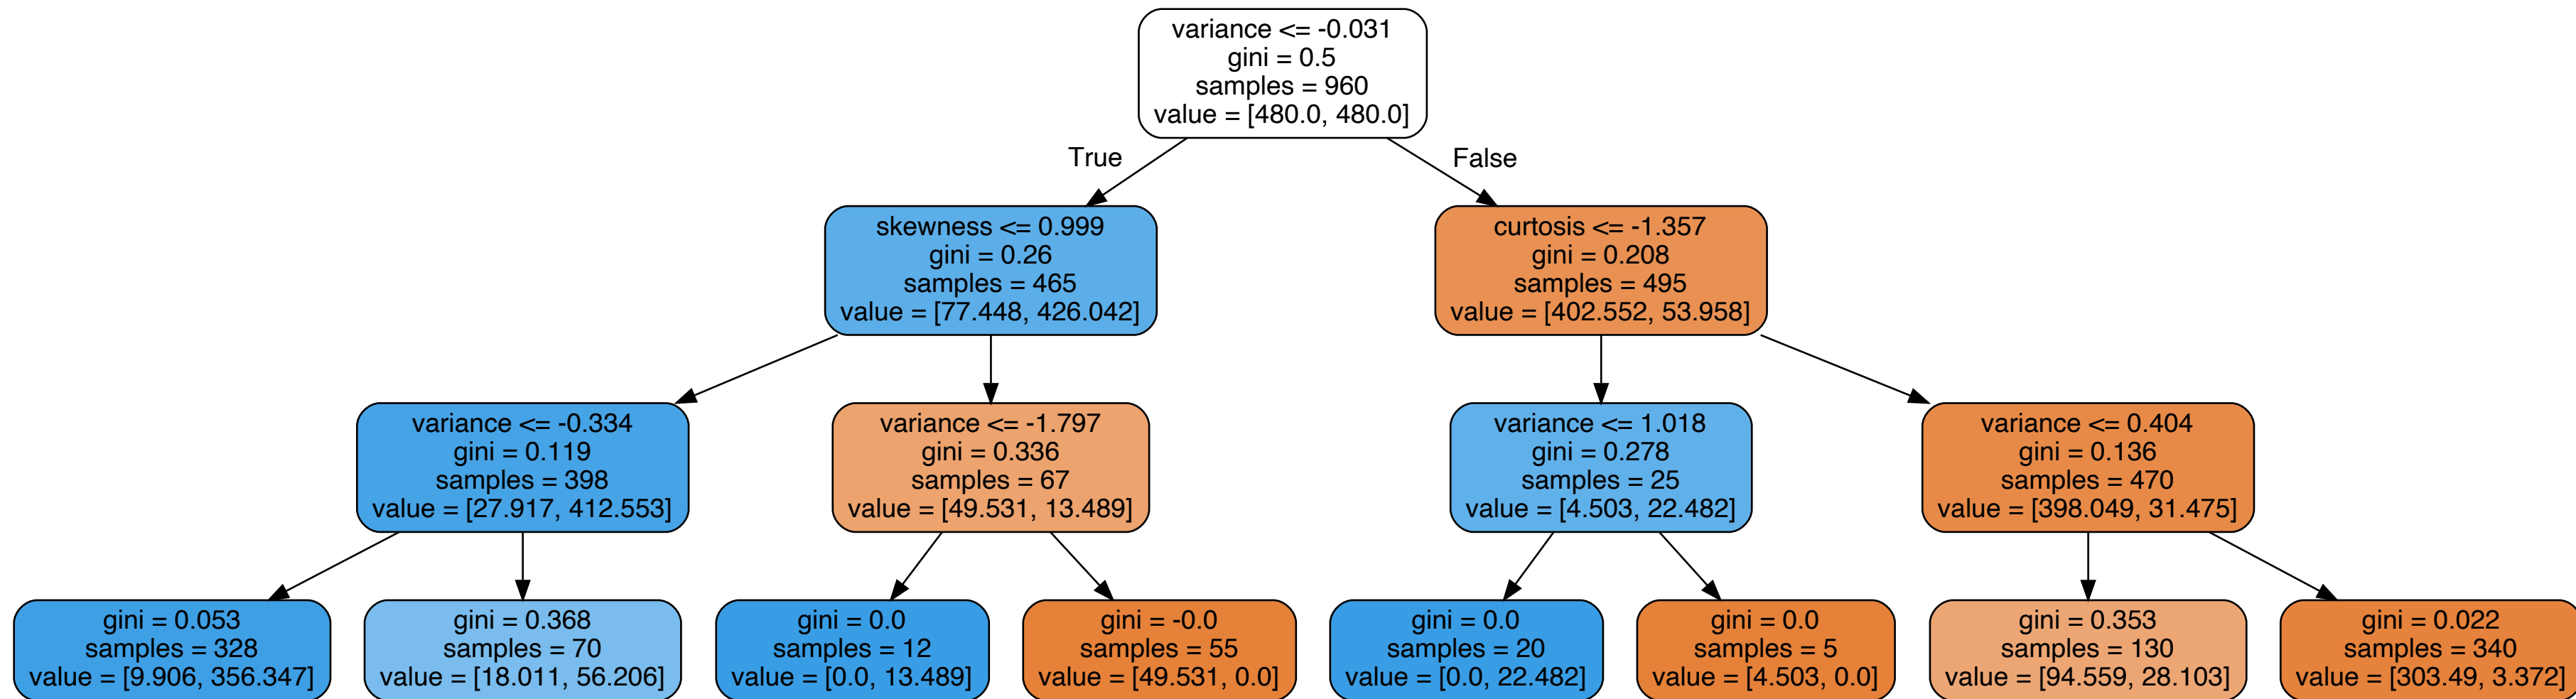 variance <= -0.031
gini = 0.5
samples = 960
value = [480.0, 480.0]
True
False
skewness <= 0.999
gini = 0.26
samples = 465
value = [77.448, 426.042]
curtosis <= -1.357
gini = 0.208
samples = 495
value = [402.552, 53.958]
variance <= -0.334
gini = 0.119
samples = 398
value = [27.917, 412.553]
variance <= -1.797
gini = 0.336
samples = 67
value = [49.531, 13.489]
variance <= 1.018
gini = 0.278
samples = 25
value = [4.503, 22.482]
variance <= 0.404
gini = 0.136
samples = 470
value = [398.049, 31.475]
gini = 0.053
samples = 328
value = [9.906, 356.347]
gini = 0.368
samples = 70
value = [18.011, 56.206]
gini = 0.0
samples = 12
value = [0.0, 13.489]
gini = -0.0
samples = 55
value = [49.531, 0.0]
gini = 0.0
samples = 20
value = [0.0, 22.482]
gini = 0.0
samples = 5
value = [4.503, 0.0]
gini = 0.353
samples = 130
value = [94.559, 28.103]
gini = 0.022
samples = 340
value = [303.49, 3.372]